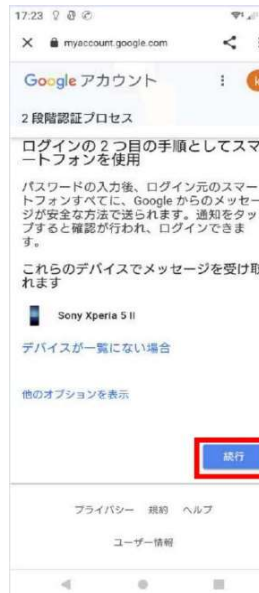 17:23
myaccount.google.com
Google アカウント
k
2 段階認証プロセス
ログインの 2 つ目の手順としてスマ
ートフォンを使用
パスワードの入力後、ログイン元のスマー
トフォンすべてに、Google からのメッセー
ジが安全な方法で送られます。通知をタッ
プすると確認が行われ、ログインできま
す。
これらのデバイスでメッセージを受け取
れます
Sony Xperia 5 II
デバイスが一覧にない場合
他のオプションを表示
続行
プライバシー 規約 ヘルプ
ユーザー情報